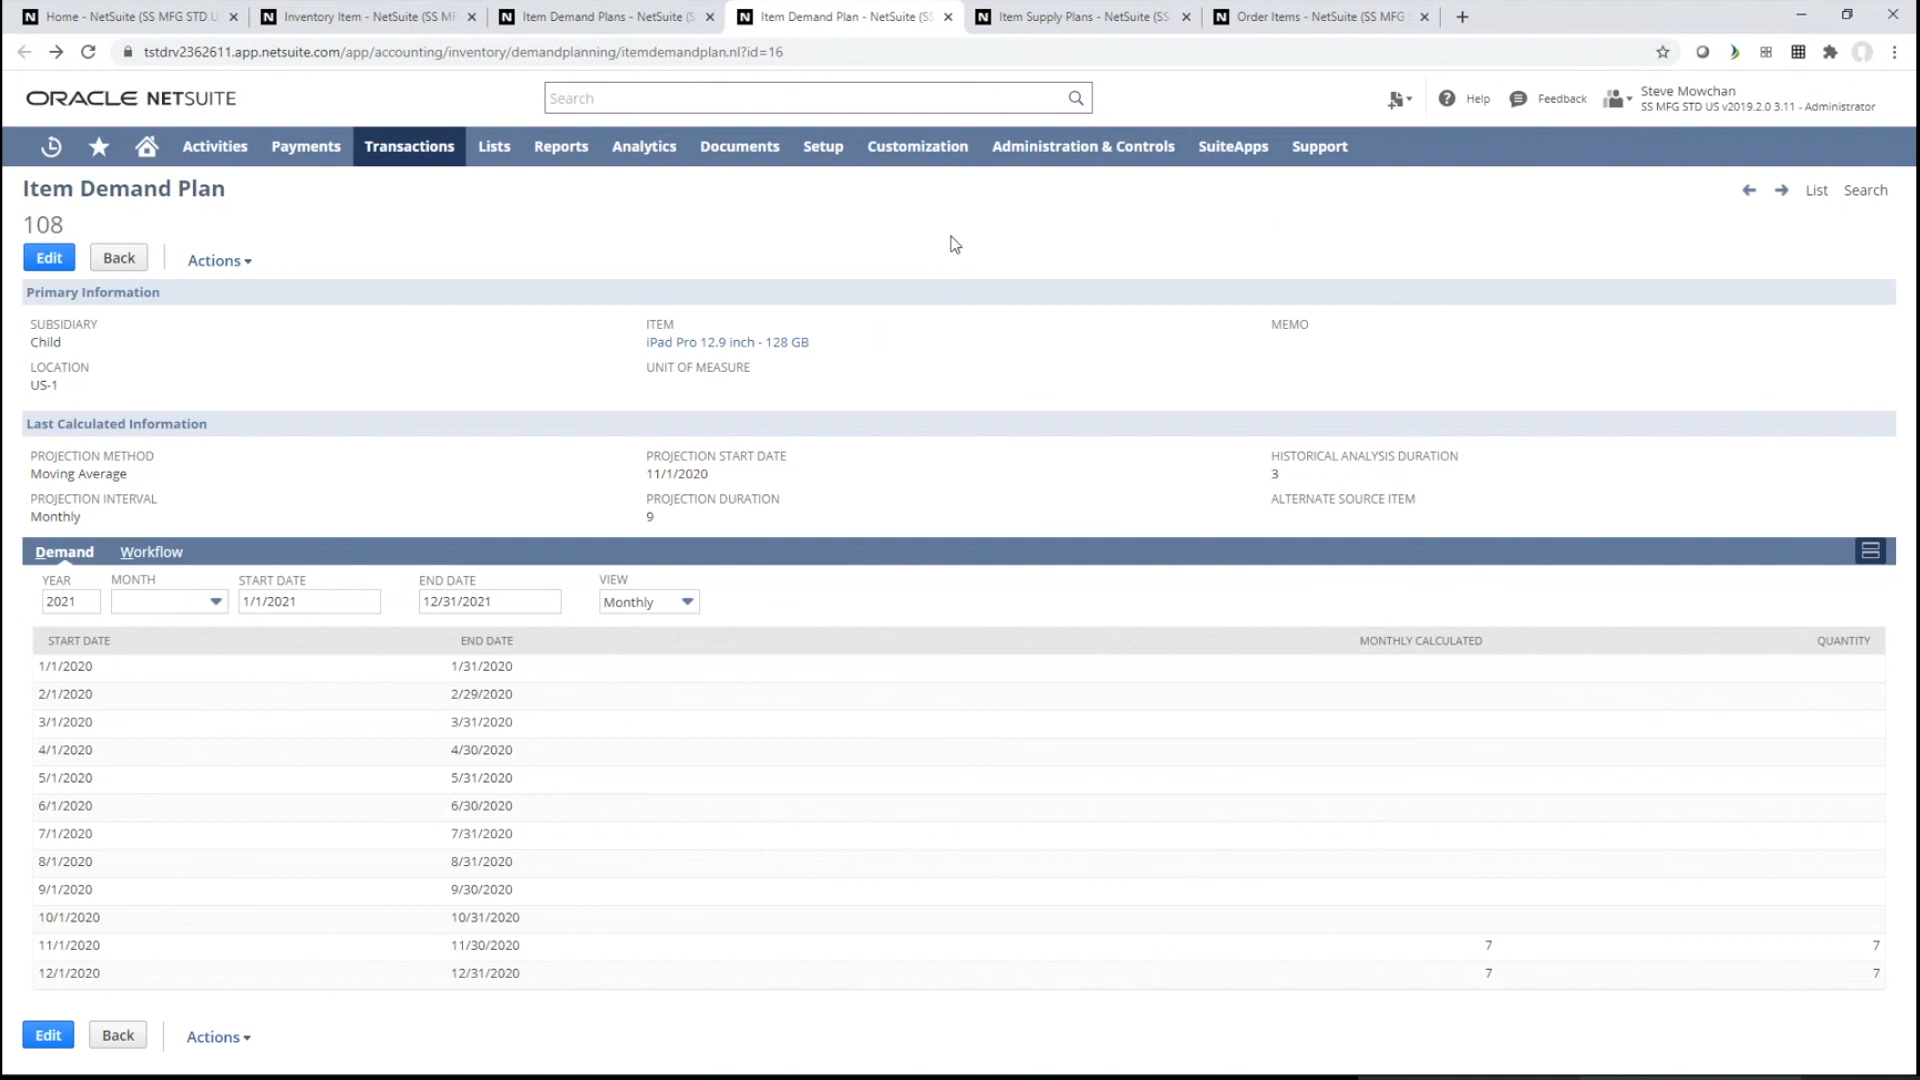 Home - NetSuite (SS MFG STD U
Inventory Item - NetSuite (SS MF
Item Demand Plans - NetSuite (S
Item Demand Plan - NetSuite (SS
Item Supply Plans - NetSuite (SS
Order Items - NetSuite (SS MFG
tstdrv2362611.app.netsuite.com/app/accounting/inventory/demandplanning/itemdemandplan.nl?id=16
ORACLE NETSUITE
Search
Help
Feedback
Steve Mowchan
SS MFG STD US v2019.2.0 3.11 - Administrator
Activities Payments Transactions Lists Reports Analytics Documents Setup Customization Administration & Controls SuiteApps Support
Item Demand Plan
List Search
108
Edit Back Actions
Primary Information
SUBSIDIARY
Child
LOCATION
US-1
ITEM
iPad Pro 12.9 inch - 128 GB
UNIT OF MEASURE
MEMO
Last Calculated Information
PROJECTION METHOD
Moving Average
PROJECTION INTERVAL
Monthly
PROJECTION START DATE
11/1/2020
PROJECTION DURATION
9
HISTORICAL ANALYSIS DURATION
3
ALTERNATE SOURCE ITEM
Demand Workflow
YEAR MONTH START DATE END DATE VIEW
2021 1/1/2021 12/31/2021 Monthly
START DATE END DATE MONTHLY CALCULATED QUANTITY
1/1/2020 1/31/2020
2/1/2020 2/29/2020
3/1/2020 3/31/2020
4/1/2020 4/30/2020
5/1/2020 5/31/2020
6/1/2020 6/30/2020
7/1/2020 7/31/2020
8/1/2020 8/31/2020
9/1/2020 9/30/2020
10/1/2020 10/31/2020
11/1/2020 11/30/2020 7 7
12/1/2020 12/31/2020 7 7
Edit Back Actions